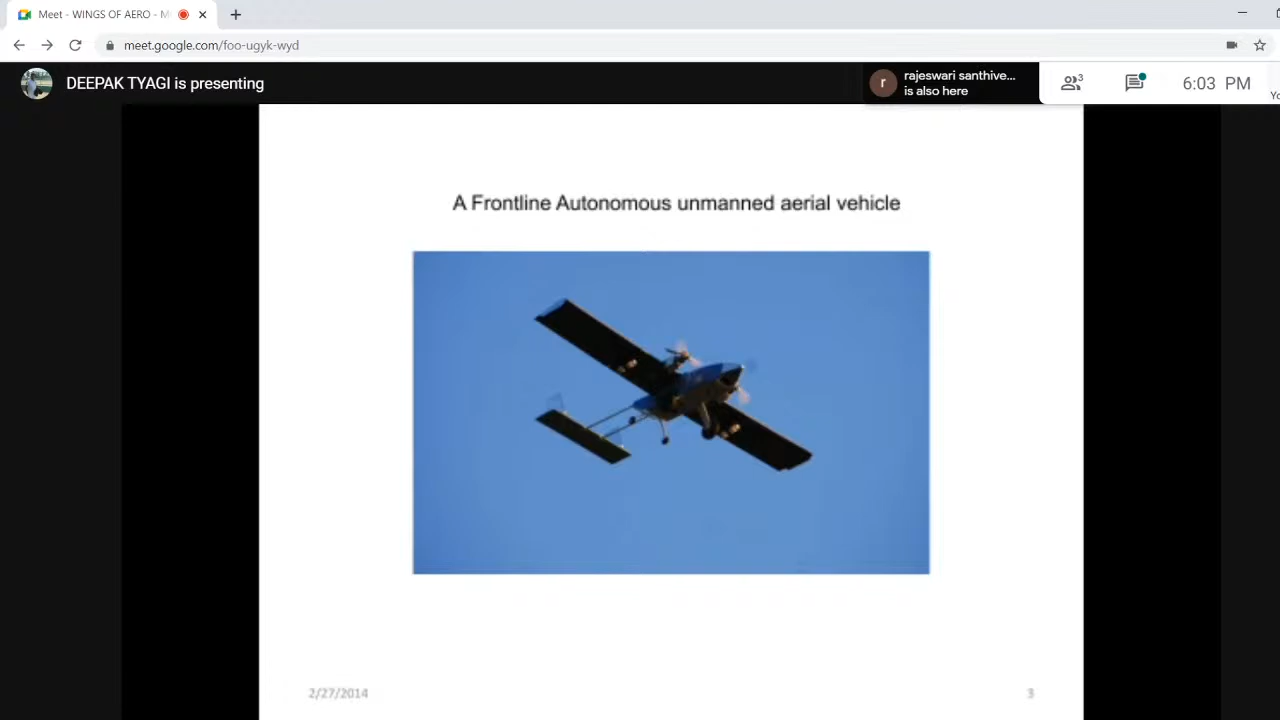 Meet - WINGS OF AERO - M
meet.google.com/foo-ugyk-wyd
DEEPAK TYAGI is presenting
r
rajeswari santhive...
is also here
3
6:03 PM
Yo
A Frontline Autonomous unmanned aerial vehicle
2/27/2014
3